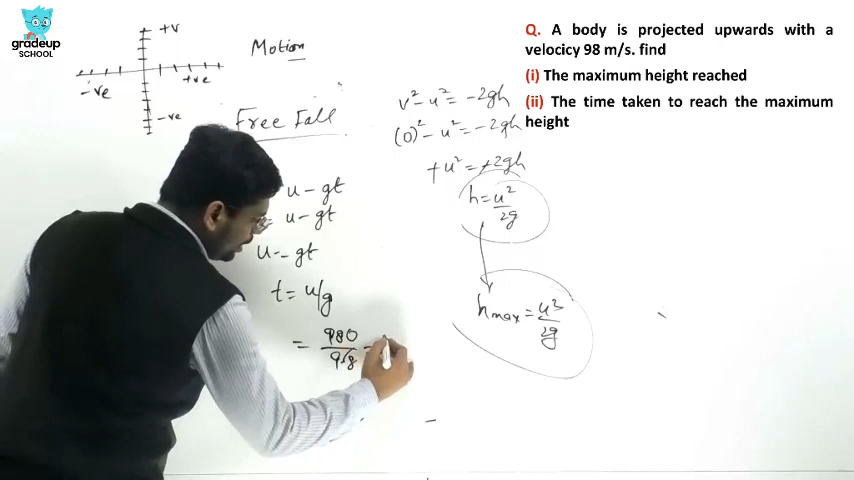 gradeup
SCHOOL
+v
-ve
+ve
-ve
Motion
Free Fall
u - gt
= u - gt
u - gt
t = u/g
= 980
9.8
v² - u² = -2gh
(0)² - u² = -2gh
+u² = +2gh
h = u²
2g
h max = u²
2g
Q. A body is projected upwards with a
velocicy 98 m/s. find
(i) The maximum height reached
(ii) The time taken to reach the maximum
height